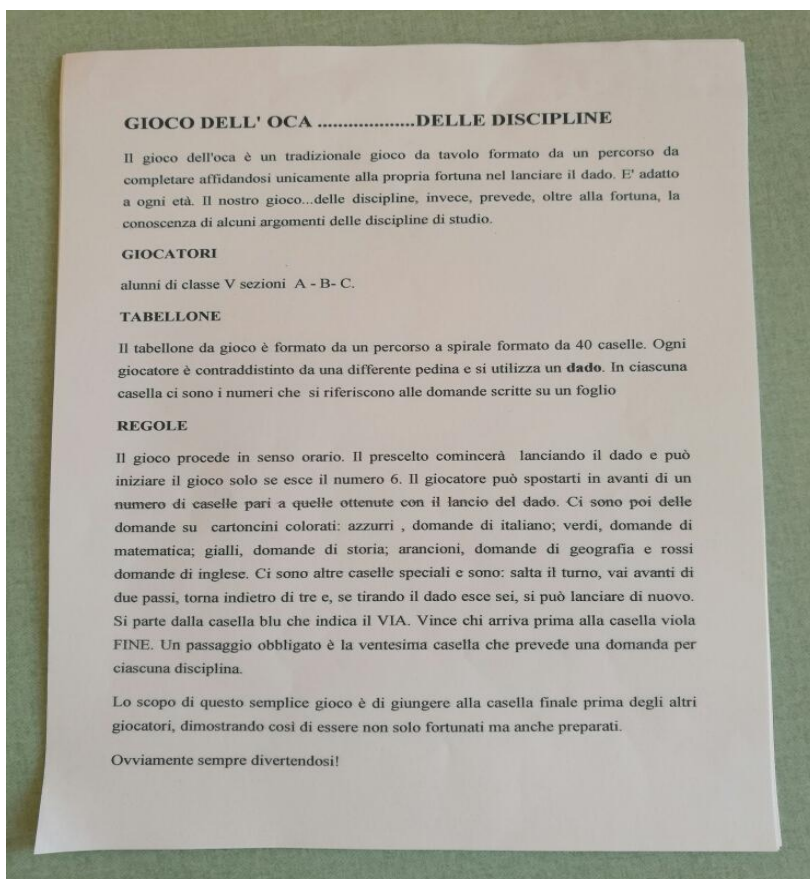 GIOCO DELL' OCA ...................DELLE DISCIPLINE
Il gioco dell'oca è un tradizionale gioco da tavolo formato da un percorso da
completare affidandosi unicamente alla propria fortuna nel lanciare il dado. E' adatto
a ogni età. Il nostro gioco...delle discipline, invece, prevede, oltre alla fortuna, la
conoscenza di alcuni argomenti delle discipline di studio.
GIOCATORI
alunni di classe V sezioni A - B- C.
TABELLONE
Il tabellone da gioco è formato da un percorso a spirale formato da 40 caselle. Ogni
giocatore è contraddistinto da una differente pedina e si utilizza un dado. In ciascuna
casella ci sono i numeri che si riferiscono alle domande scritte su un foglio
REGOLE
Il gioco procede in senso orario. Il prescelto comincerà lanciando il dado e può
iniziare il gioco solo se esce il numero 6. Il giocatore può spostarti in avanti di un
numero di caselle pari a quelle ottenute con il lancio del dado. Ci sono poi delle
domande su cartoncini colorati: azzurri , domande di italiano; verdi, domande di
matematica; gialli, domande di storia; arancioni, domande di geografia e rossi
domande di inglese. Ci sono altre caselle speciali e sono: salta il turno, vai avanti di
due passi, torna indietro di tre e, se tirando il dado esce sei, si può lanciare di nuovo.
Si parte dalla casella blu che indica il VIA. Vince chi arriva prima alla casella viola
FINE. Un passaggio obbligato è la ventesima casella che prevede una domanda per
ciascuna disciplina.
Lo scopo di questo semplice gioco è di giungere alla casella finale prima degli altri
giocatori, dimostrando così di essere non solo fortunati ma anche preparati.
Ovviamente sempre divertendosi!